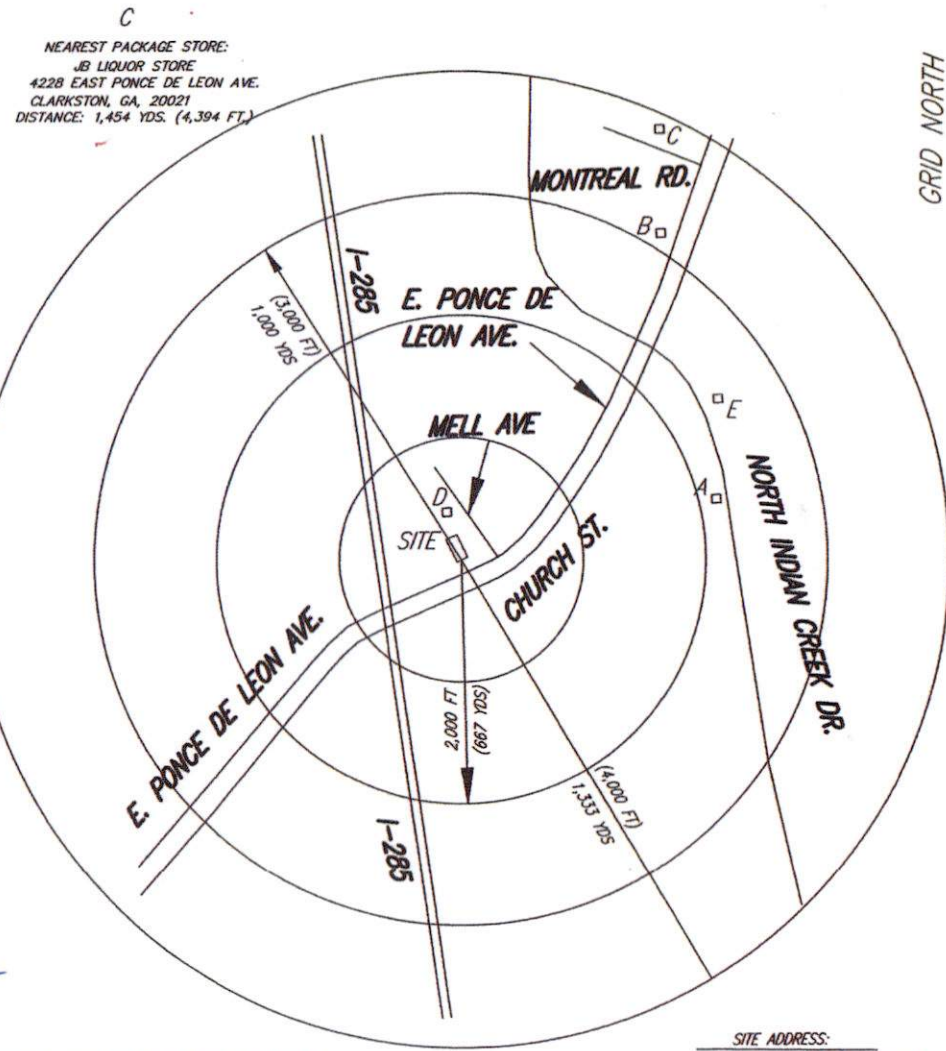 C
NEAREST PACKAGE STORE:
JB LIQUOR STORE
4228 EAST PONCE DE LEON AVE.
CLARKSTON, GA, 20021
DISTANCE: 1,454 YDS. (4,394 FT.)
GRID NORTH
C
MONTREAL RD.
B
I-285
(3,000 FT)
1,000 YDS
E. PONCE DE
LEON AVE.
E
MELL AVE
A
D
SITE
NORTH INDIAN CREEK DR.
CHURCH ST.
E. PONCE DE LEON AVE.
2,000 FT
(667 YDS)
(4,000 FT)
1,333 YDS
I-285
SITE ADDRESS: